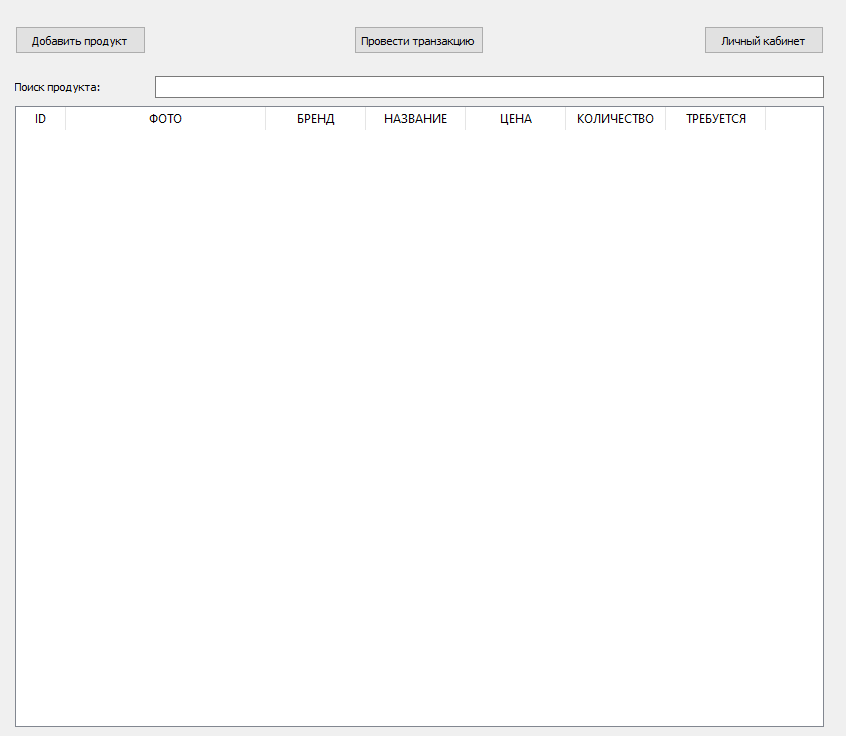 Добавить продукт Провести транзакцию Личный кабинет
Поиск продукта:
ID ФОТО БРЕНД НАЗВАНИЕ ЦЕНА КОЛИЧЕСТВО ТРЕБУЕТСЯ